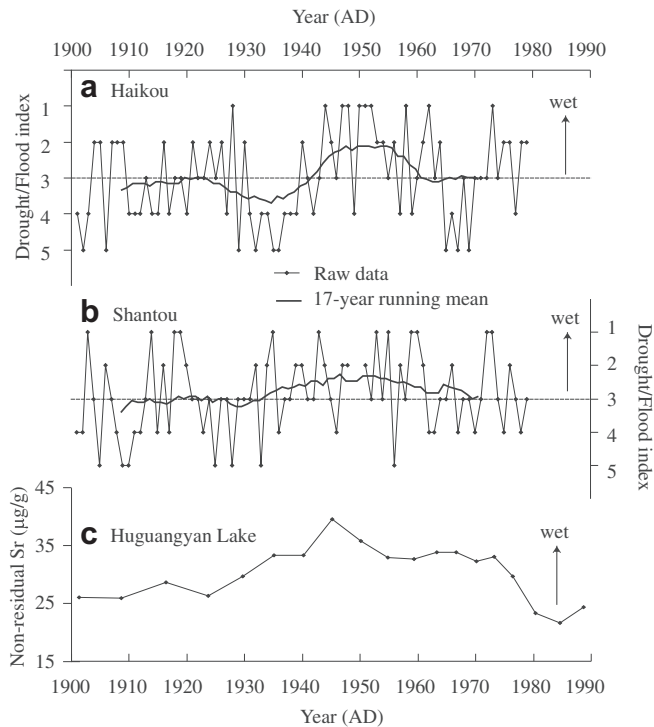 Year (AD)
1900 1910 1920 1930 1940 1950 1960 1970 1980 1990
a Haikou
wet
1
2
3
4
5
Drought/Flood index
Raw data
17-year running mean
b Shantou
wet
1
2
3
4
5
Drought/Flood index
45
35
25
15
Non-residual Sr (µg/g)
c Huguangyan Lake
wet
1900 1910 1920 1930 1940 1950 1960 1970 1980 1990
Year (AD)